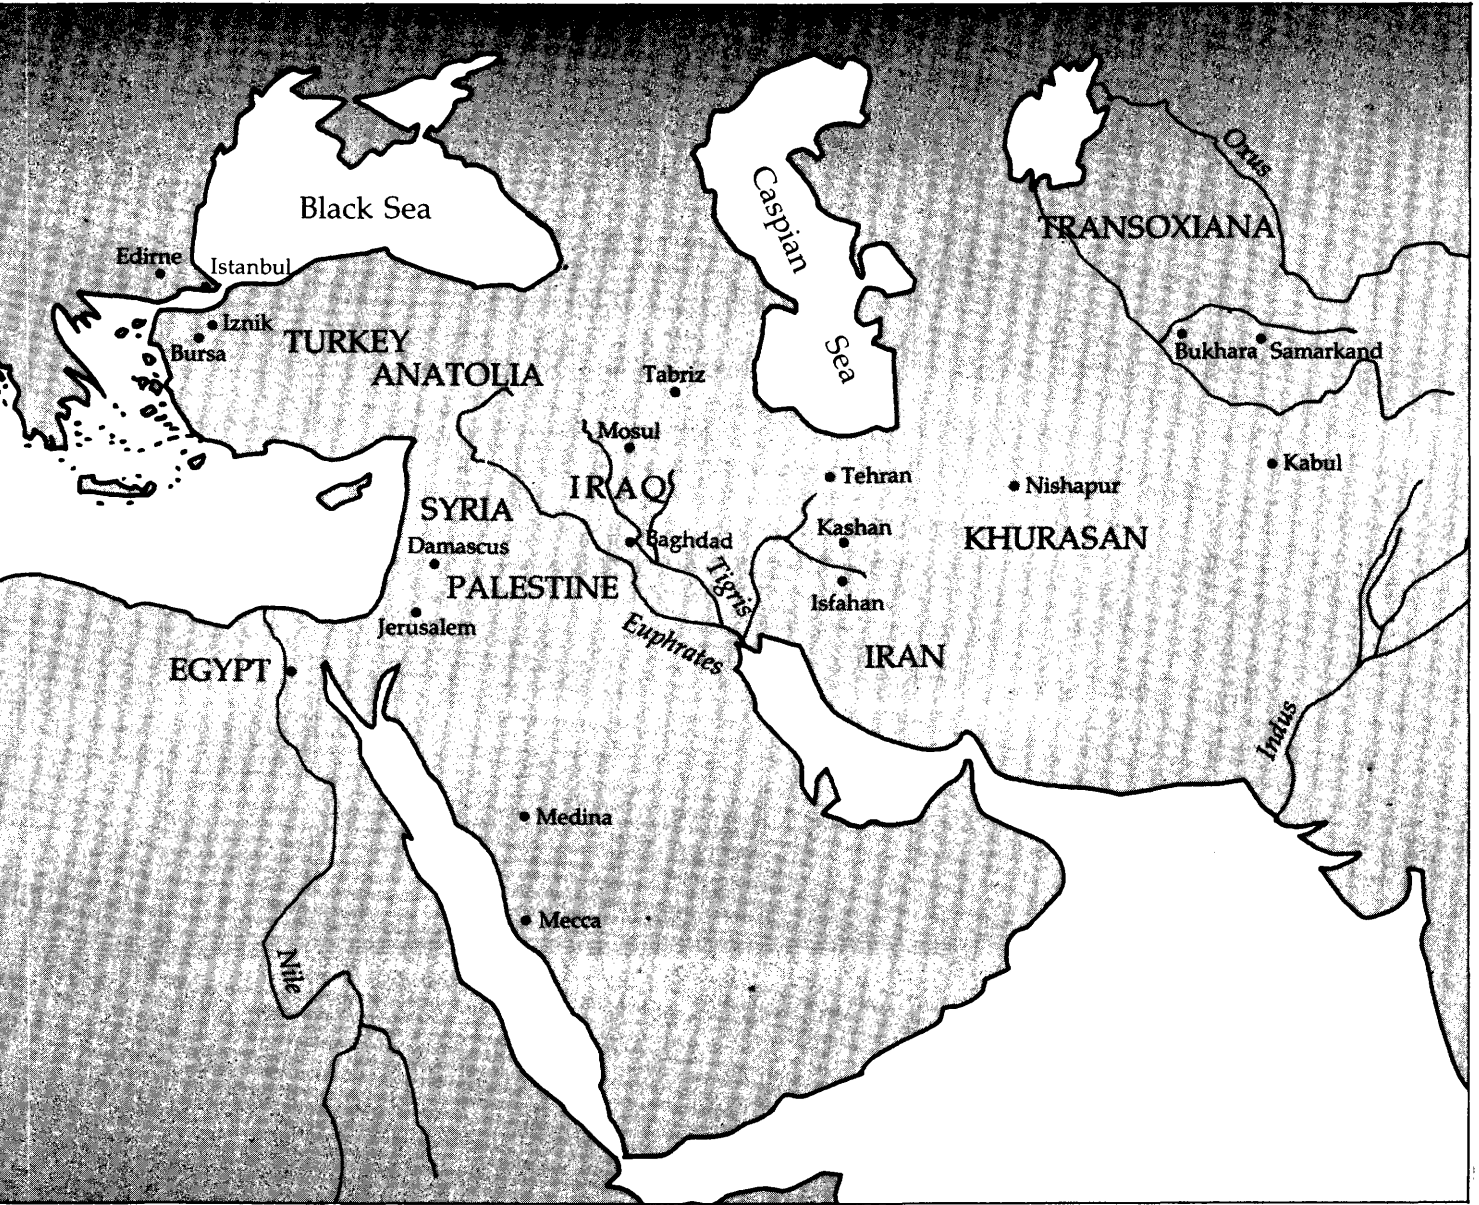 Oxus
Black Sea
Caspian
Sea
TRANSOXIANA
Edirne
Istanbul
Iznik
TURKEY
Bursa
Bukhara
Samarkand
ANATOLIA
Tabriz
Mosul
Kabul
Tehran
Nishapur
IRAQ
SYRIA
Kashan
KHURASAN
Baghdad
Damascus
Tigris
PALESTINE
Isfahan
Jerusalem
Euphrates
IRAN
EGYPT
Indus
Medina
Mecca
Nile